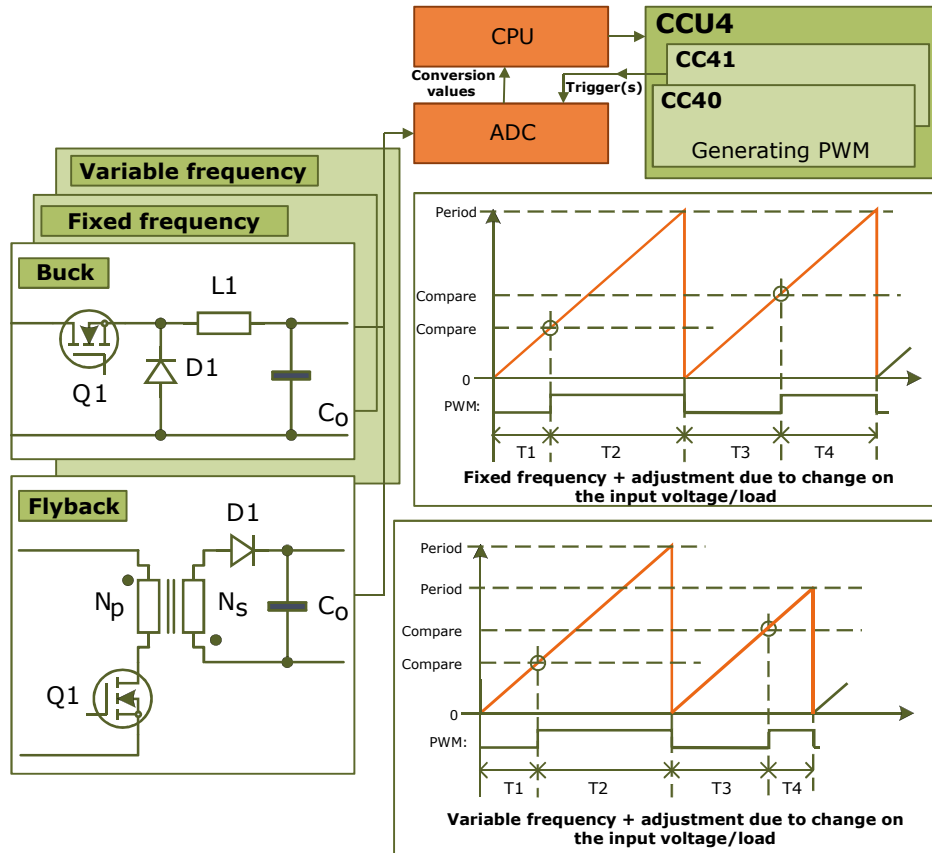 CPU
CCU4
CC41
Conversion
values
Trigger(s)
CC40
ADC
Generating PWM
Variable frequency
Fixed frequency
Buck
L1
D1
Q1
Co
Flyback
D1
Np
Ns
Co
Q1
Period
Compare
Compare
0
PWM:
T1
T2
T3
T4
Fixed frequency + adjustment due to change on
the input voltage/load
Period
Period
Compare
Compare
0
PWM:
T1
T2
T3
T4
Variable frequency + adjustment due to change on
the input voltage/load